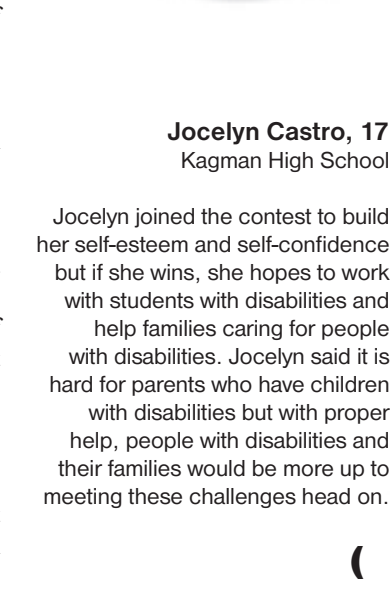 Jocelyn Castro, 17
Kagman High School
Jocelyn joined the contest to build
her self-esteem and self-confidence
but if she wins, she hopes to work
with students with disabilities and
help families caring for people
with disabilities. Jocelyn said it is
hard for parents who have children
with disabilities but with proper
help, people with disabilities and
their families would be more up to
meeting these challenges head on.
(